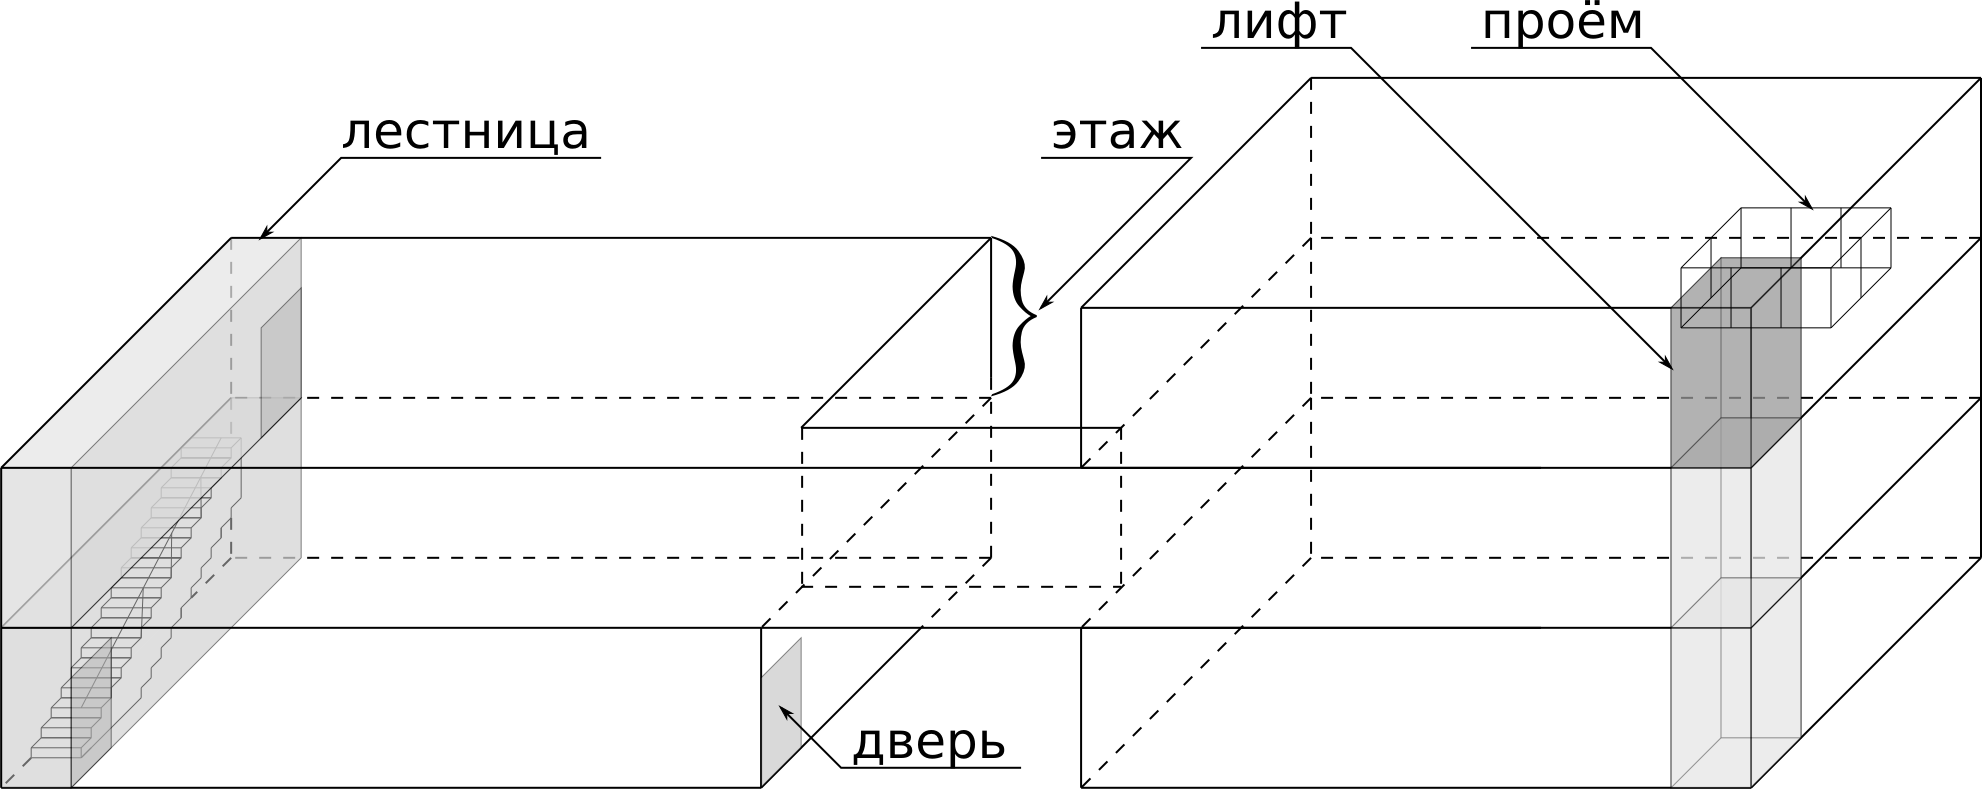 лифт
проём
лестница
этаж
дверь